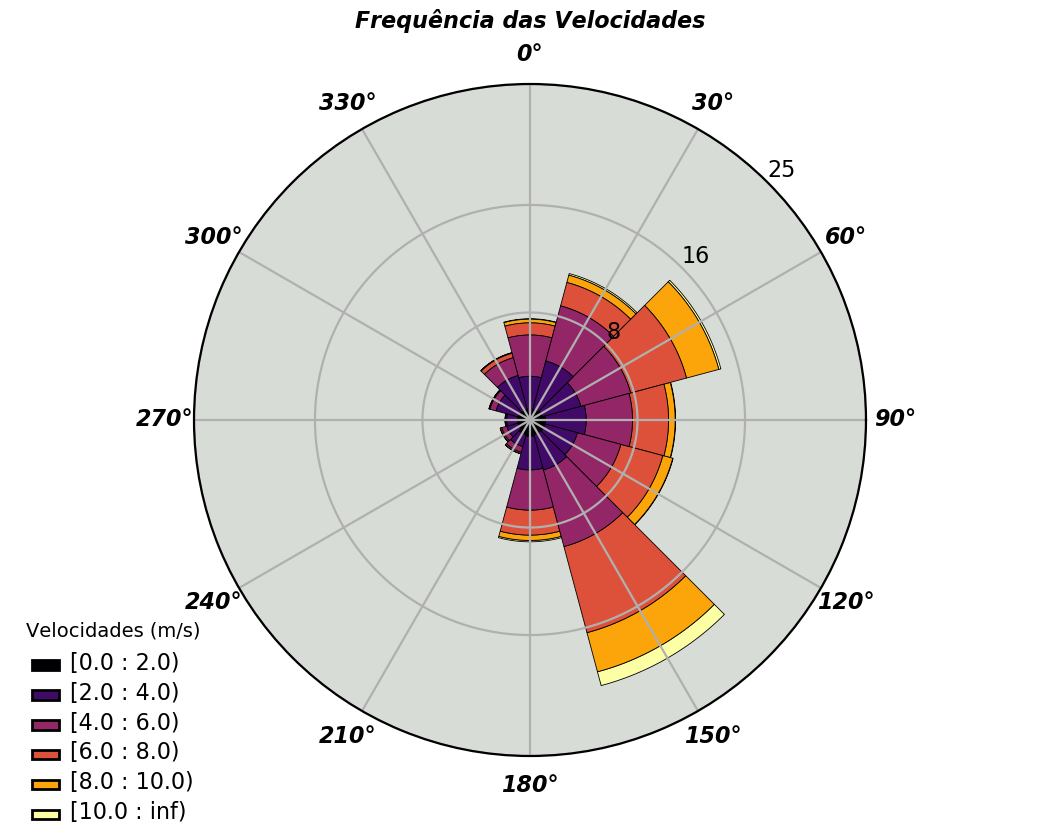 Frequência das Velocidades
0°
330°
30°
25
300°
60°
16
8
270°
90°
240°
120°
210°
150°
180°
Velocidades (m/s)
[0.0 : 2.0)
[2.0 : 4.0)
[4.0 : 6.0)
[6.0 : 8.0)
[8.0 : 10.0)
[10.0 : inf)